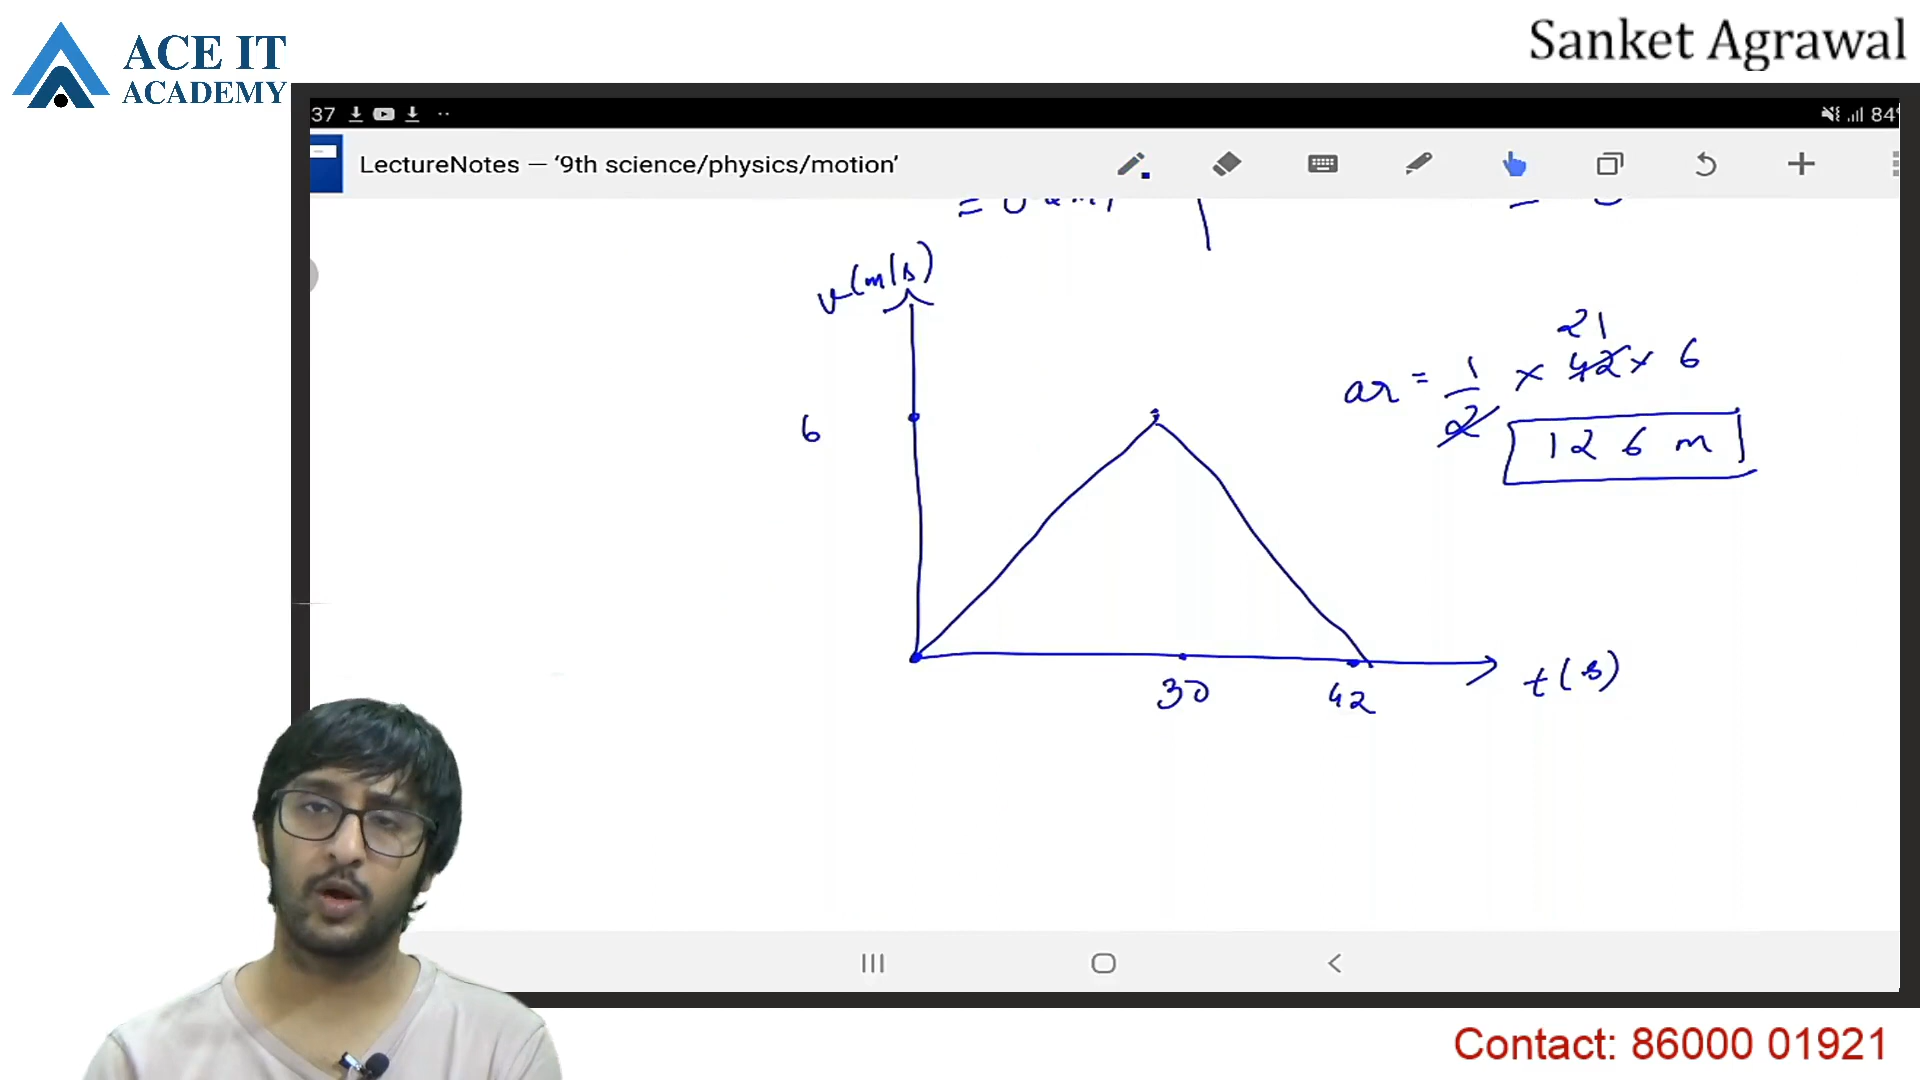 ACE IT
ACADEMY
Sanket Agrawal
37
84
LectureNotes — ‘9th science/physics/motion’
v(m/s)
6
30
42
t(s)
21
ar = 1/2 × 42 × 6
126 m
Contact: 86000 01921